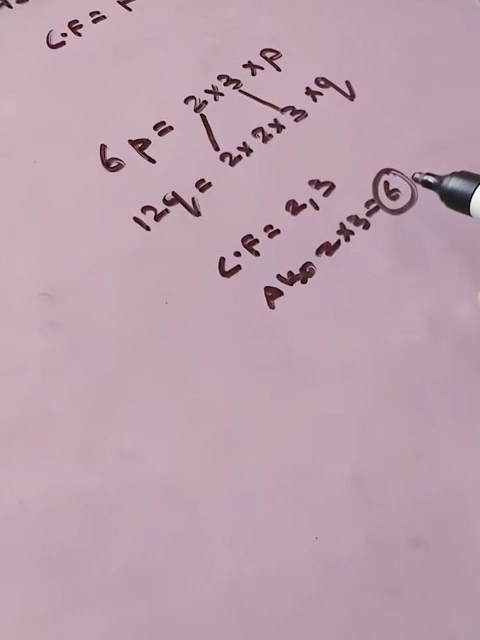 C.F =
6P = 2×3×P
12q = 2×2×3×q
C.F = 2,3
Also 2×3=6